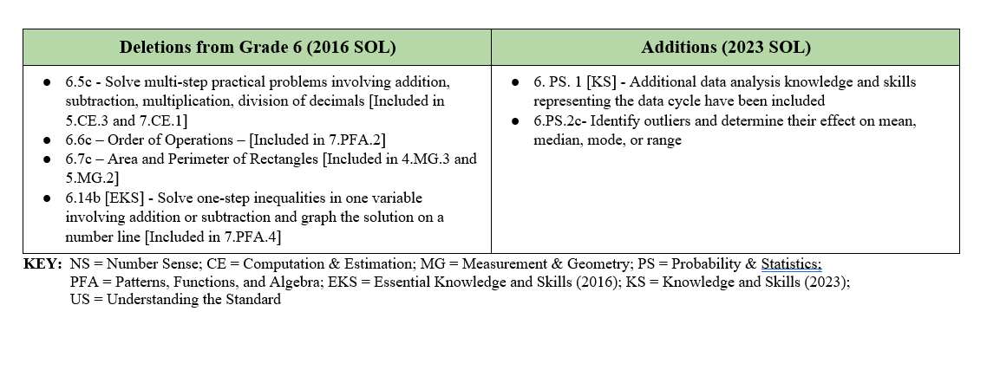 Deletions from Grade 6 (2016 SOL)
● 6.5c - Solve multi-step practical problems involving addition,
subtraction, multiplication, division of decimals [Included in
5.CE.3 and 7.CE.1]
● 6.6c – Order of Operations – [Included in 7.PFA.2]
● 6.7c – Area and Perimeter of Rectangles [Included in 4.MG.3 and
5.MG.2]
● 6.14b [EKS] - Solve one-step inequalities in one variable
involving addition or subtraction and graph the solution on a
number line [Included in 7.PFA.4]
Additions (2023 SOL)
● 6. PS. 1 [KS] - Additional data analysis knowledge and skills
representing the data cycle have been included
● 6.PS.2c- Identify outliers and determine their effect on mean,
median, mode, or range
KEY: NS = Number Sense; CE = Computation & Estimation; MG = Measurement & Geometry; PS = Probability & Statistics;
PFA = Patterns, Functions, and Algebra; EKS = Essential Knowledge and Skills (2016); KS = Knowledge and Skills (2023);
US = Understanding the Standard